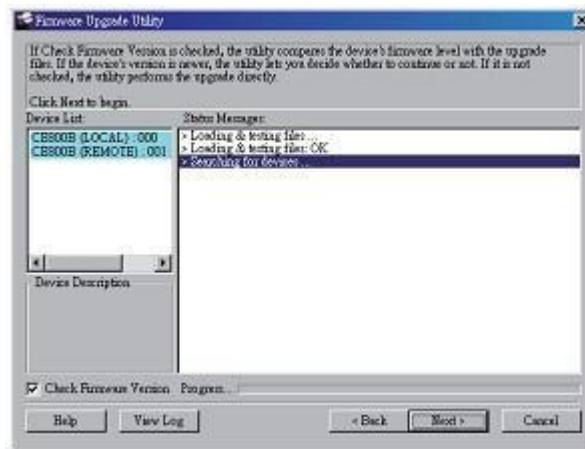 Firmware Upgrade Utility
If Check Firmware Version is checked, the utility compares the device's firmware level with the upgrade
files. If the device's version is newer, the utility lets you decide whether to continue or not. If it is not
checked, the utility performs the upgrade directly.
Click Next to begin.
Device List:
Status Messages:
CE800B (LOCAL) : 000
CE800B (REMOTE) : 001
> Loading & testing files ...
> Loading & testing files: OK
> Searching for devices ...
Device Description
Check Firmware Version
Progress...
Help
View Log
< Back
Next >
Cancel